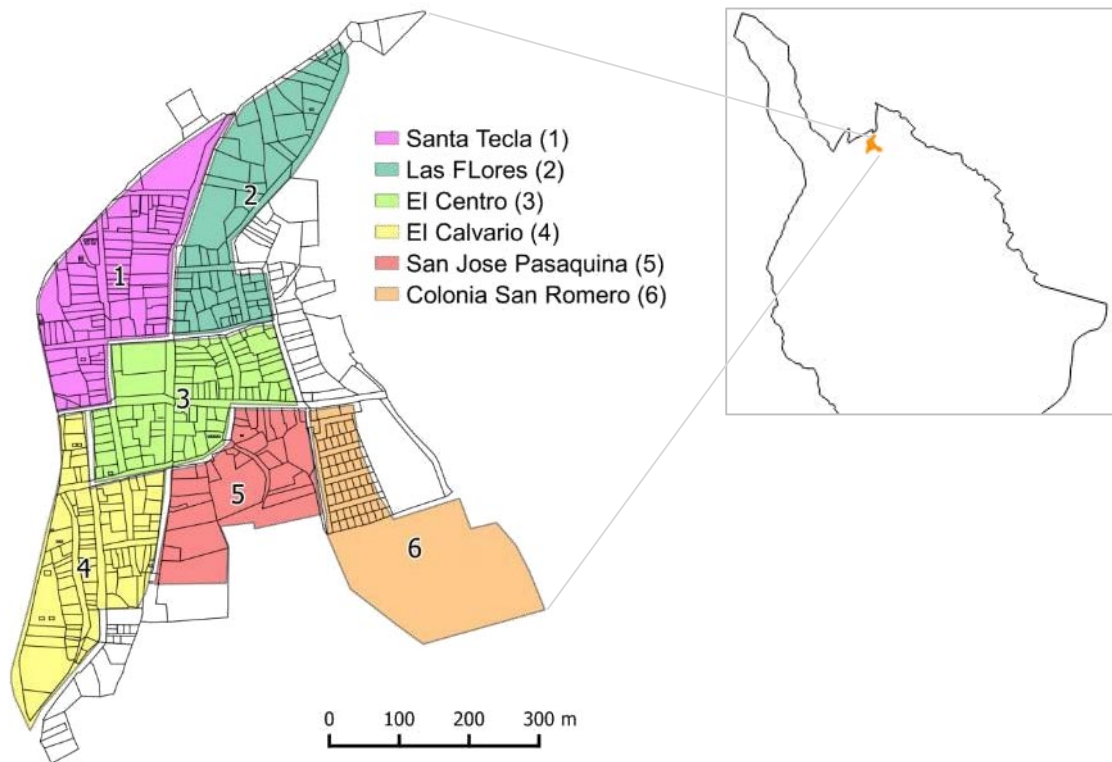 Santa Tecla (1)
Las FLores (2)
El Centro (3)
El Calvario (4)
San Jose Pasaquina (5)
Colonia San Romero (6)
2
1
3
5
6
4
0 100 200 300 m